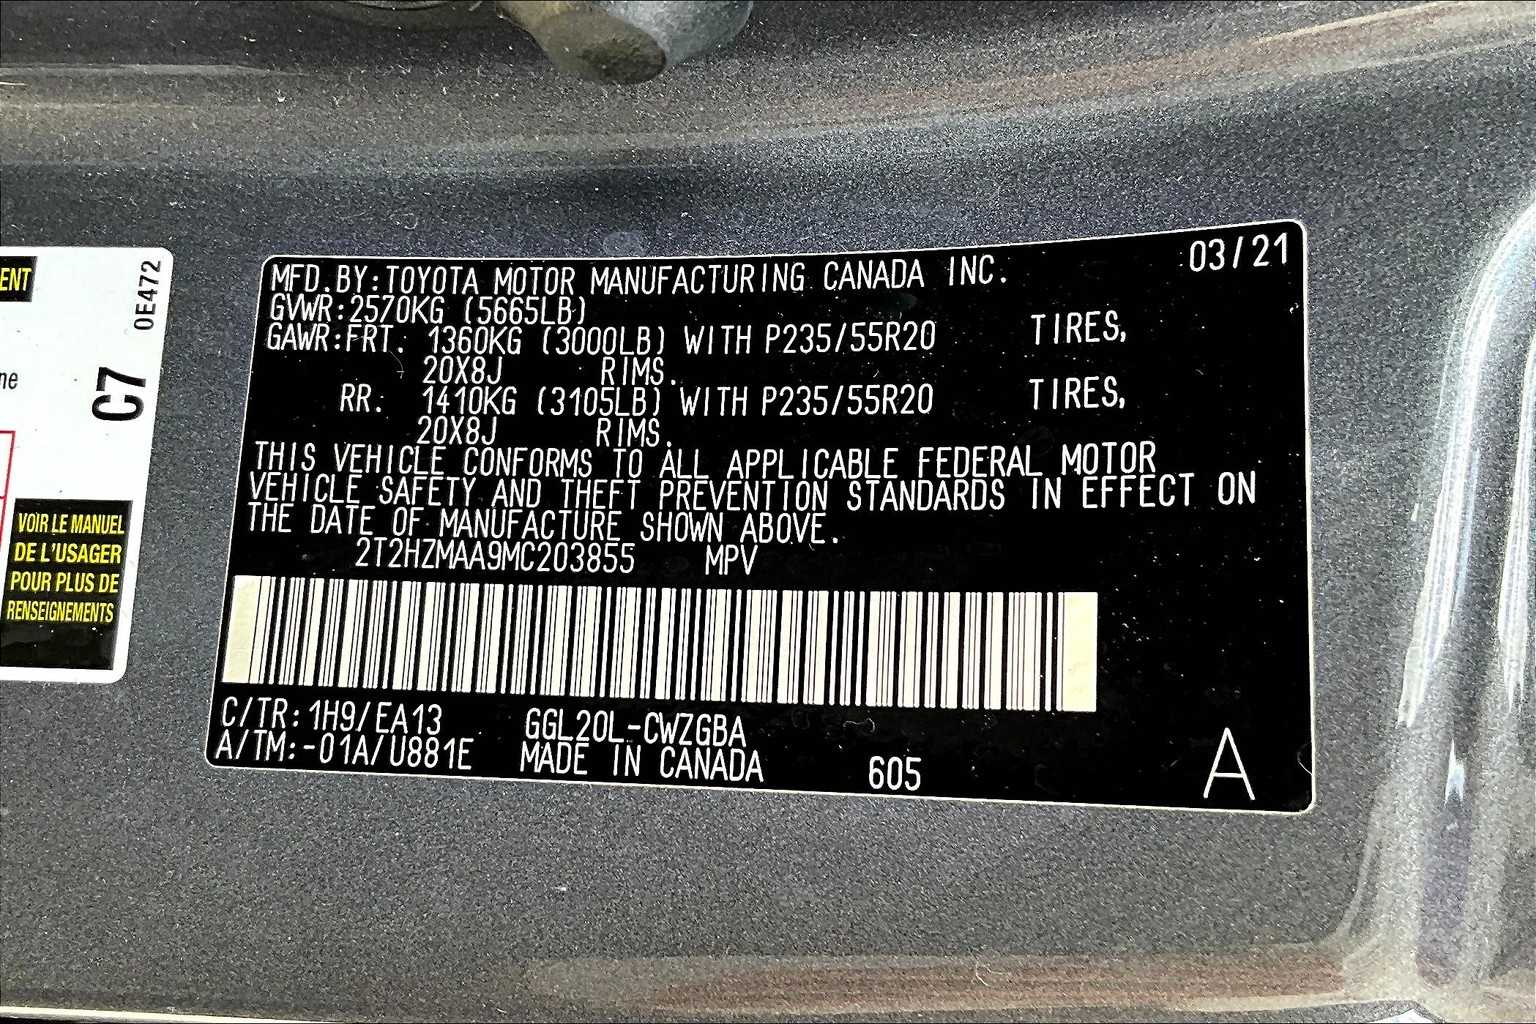 ENT
0E472
ne
C7
VOIR LE MANUEL
DE L'USAGER
POUR PLUS DE
RENSEIGNEMENTS
03/21
MFD.BY:TOYOTA MOTOR MANUFACTURING CANADA INC.
GVWR:2570KG (5665LB)
GAWR:FRT. 1360KG (3000LB) WITH P235/55R20 TIRES,
20X8J RIMS.
RR. 1410KG (3105LB) WITH P235/55R20 TIRES,
20X8J RIMS.
THIS VEHICLE CONFORMS TO ALL APPLICABLE FEDERAL MOTOR
VEHICLE SAFETY AND THEFT PREVENTION STANDARDS IN EFFECT ON
THE DATE OF MANUFACTURE SHOWN ABOVE.
2T2HZMAA9MC203855 MPV
C/TR:1H9/EA13 GGL20L-CWZGBA
A/TM:-01A/U881E MADE IN CANADA 605 A